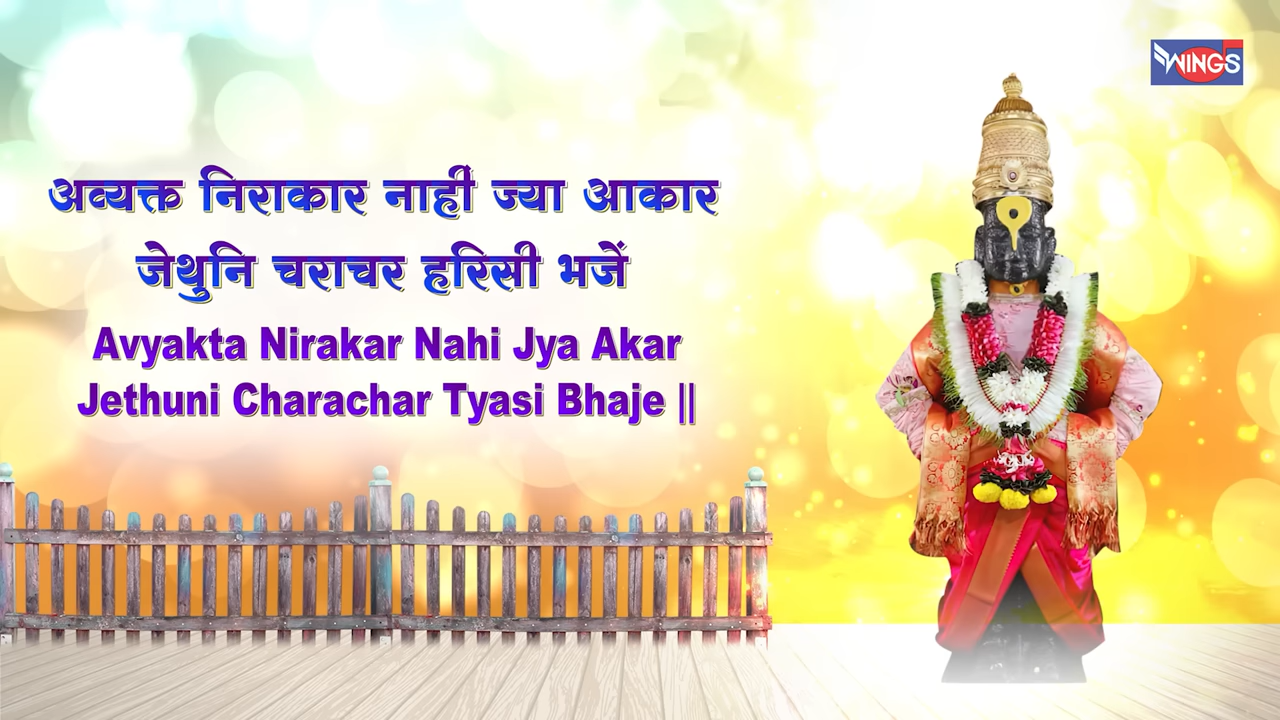 WINGS
अव्यक्त निराकार नाहीं ज्या आकार
जेथुनि चराचर हरिसी भजें
Avyakta Nirakar Nahi Jya Akar
Jethuni Charachar Tyasi Bhaje ||